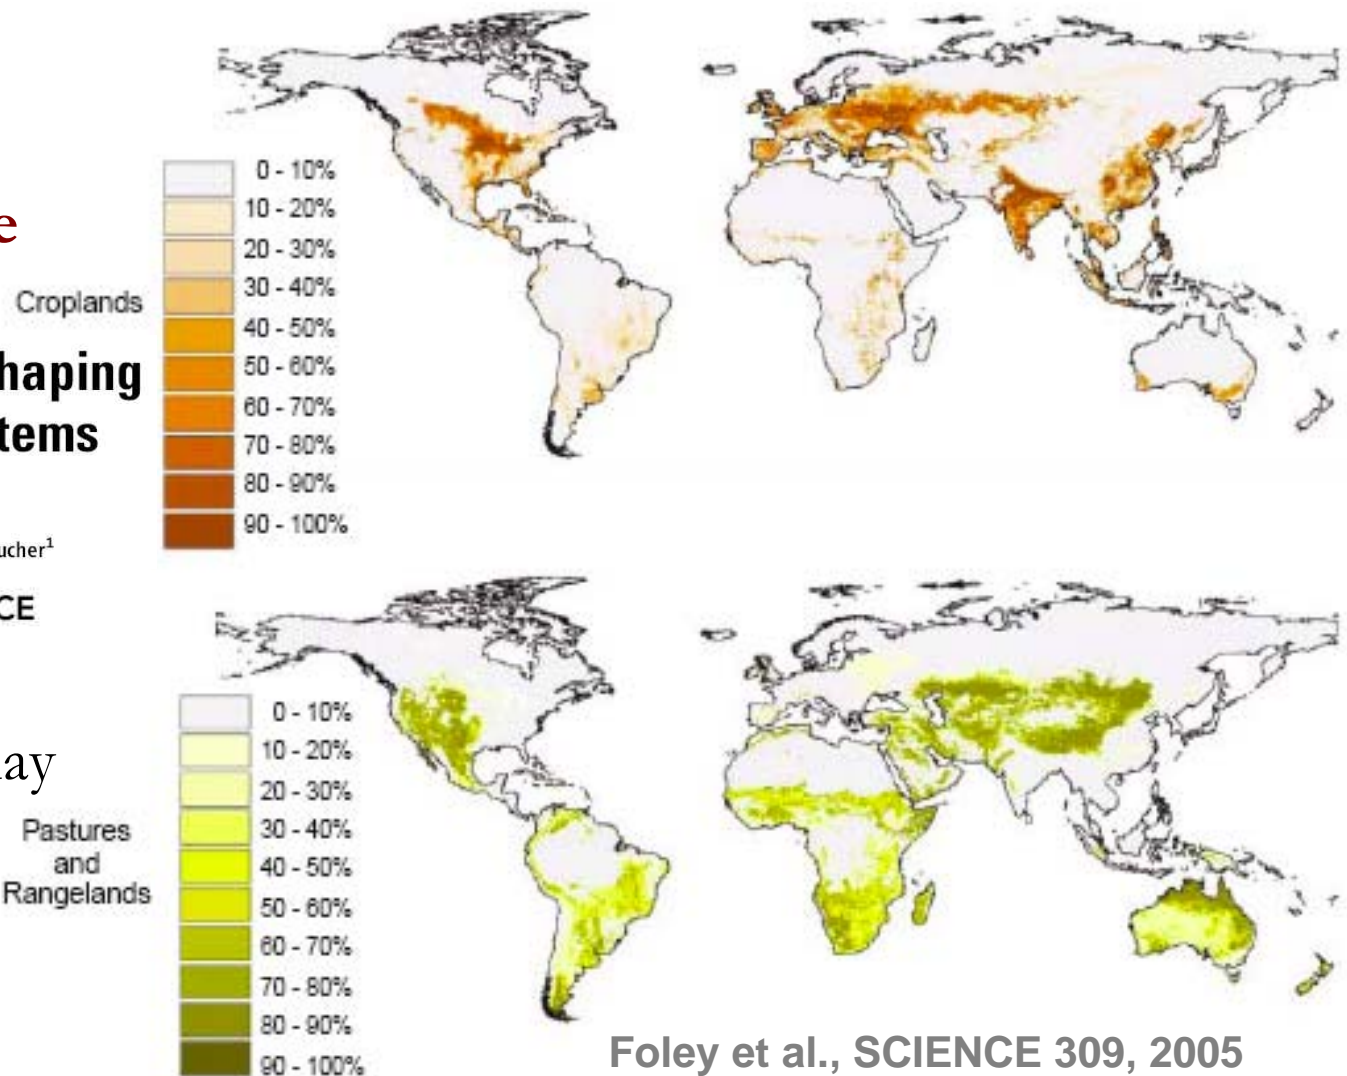 e
Croplands
haping
tems
ucher¹
CE
0 - 10%
10 - 20%
20 - 30%
30 - 40%
40 - 50%
50 - 60%
60 - 70%
70 - 80%
80 - 90%
90 - 100%
ay
Pastures
and
Rangelands
0 - 10%
10 - 20%
20 - 30%
30 - 40%
40 - 50%
50 - 60%
60 - 70%
70 - 80%
80 - 90%
90 - 100%
Foley et al., SCIENCE 309, 2005